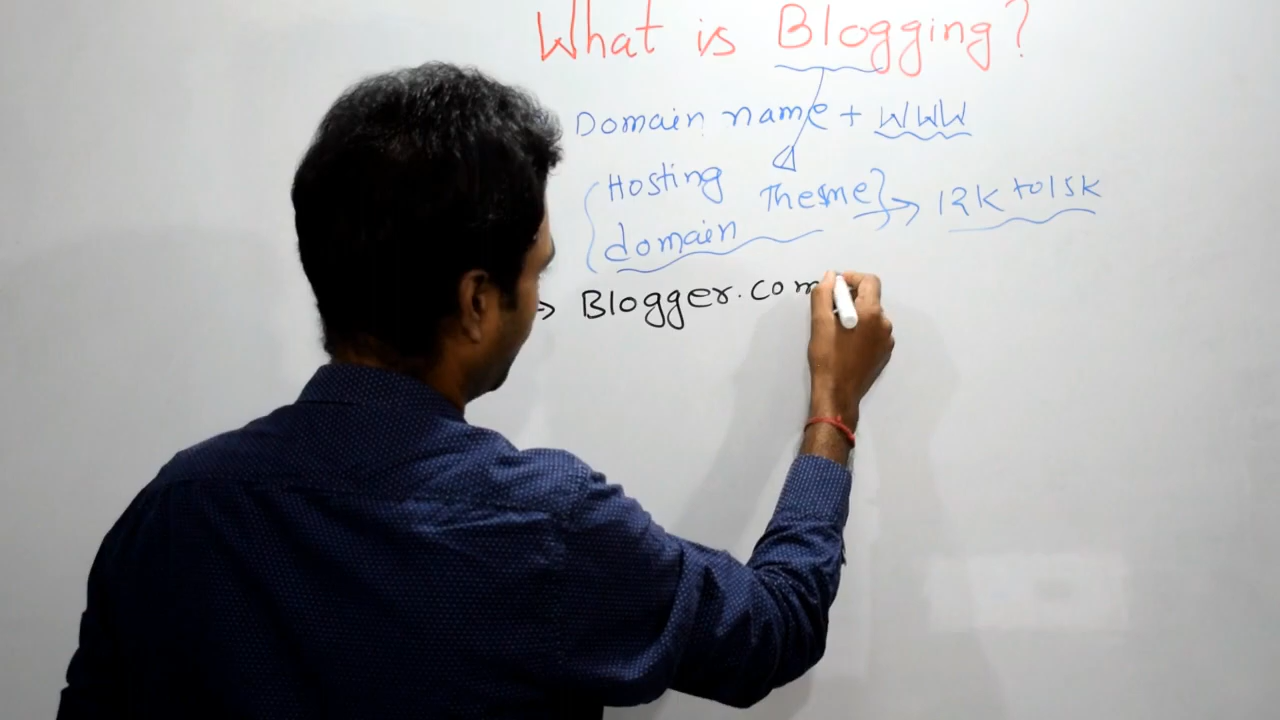 What is Blogging?
Domain name + WWW
{ Hosting Theme } → 12K to 15K
domain
→ Blogger.com